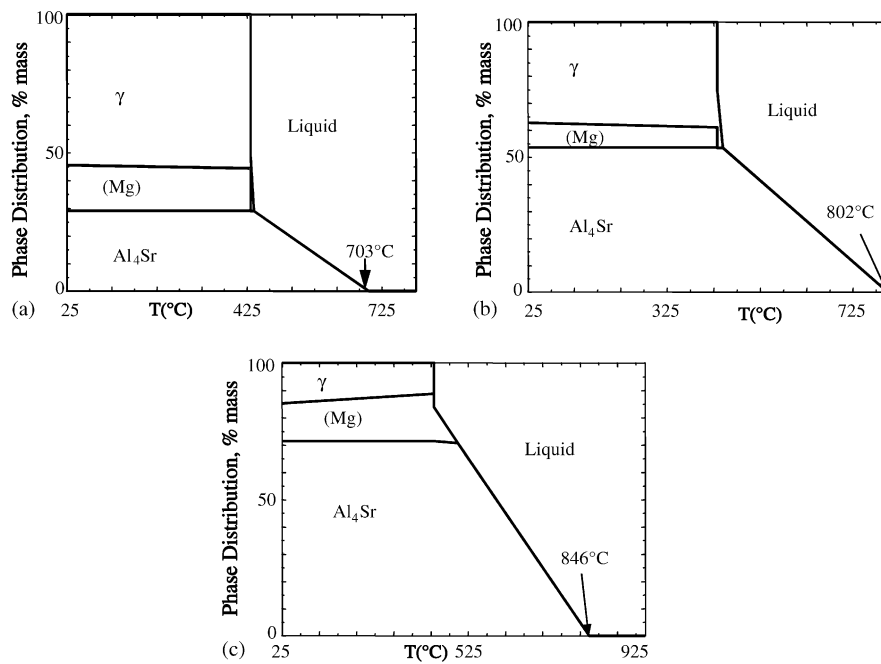 Phase Distribution, % mass
100
50
0
γ
(Mg)
Al₄Sr
Liquid
703°C
25
T(°C)
425
725
(a)
Phase Distribution, % mass
100
50
0
γ
(Mg)
Al₄Sr
Liquid
802°C
25
325
T(°C)
725
(b)
Phase Distribution, % mass
100
50
0
γ
(Mg)
Al₄Sr
Liquid
846°C
25
T(°C)
525
925
(c)